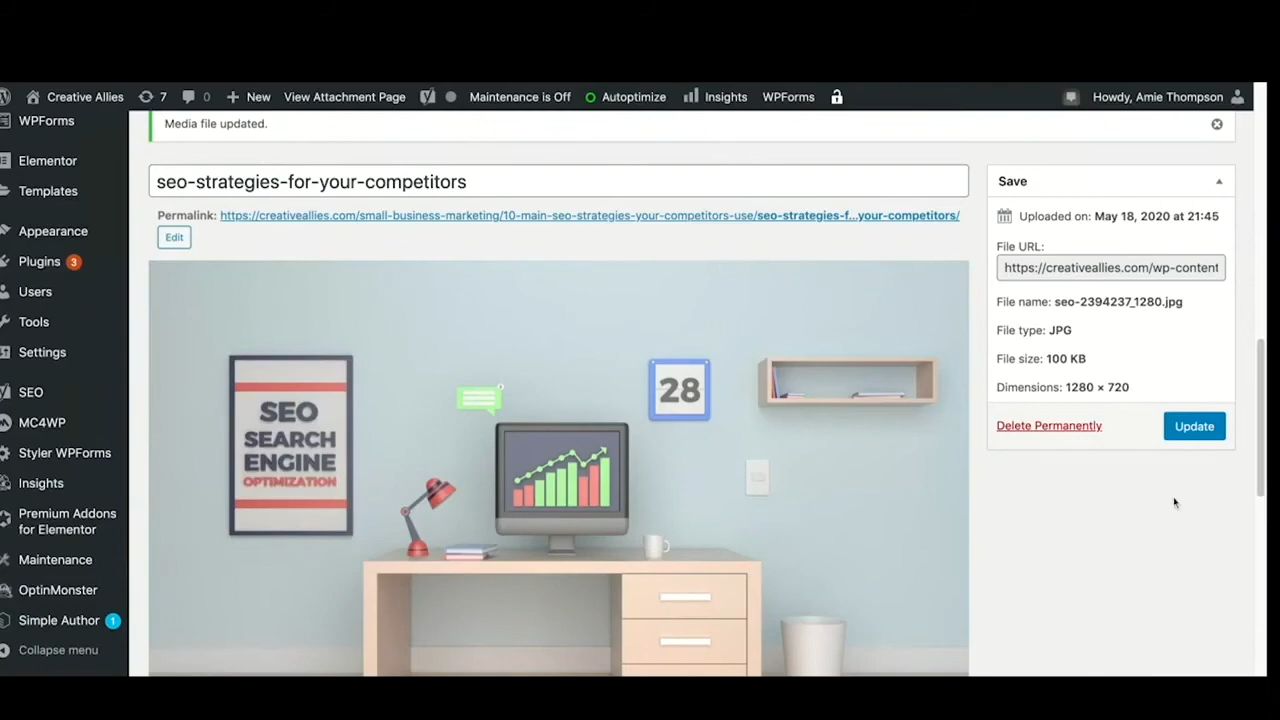 Creative Allies 7 0 New View Attachment Page Maintenance is Off Autoptimize Insights WPForms Howdy, Amie Thompson
WPForms
Elementor
Templates
Appearance
Plugins 3
Users
Tools
Settings
SEO
MC4WP
Styler WPForms
Insights
Premium Addons
for Elementor
Maintenance
OptinMonster
Simple Author 1
Collapse menu
Media file updated.
seo-strategies-for-your-competitors
Permalink: https://creativeallies.com/small-business-marketing/10-main-seo-strategies-your-competitors-use/seo-strategies-f...your-competitors/
Edit
SEO
SEARCH
ENGINE
OPTIMIZATION
28
Save
Uploaded on: May 18, 2020 at 21:45
File URL:
https://creativeallies.com/wp-content
File name: seo-2394237_1280.jpg
File type: JPG
File size: 100 KB
Dimensions: 1280 × 720
Delete Permanently Update